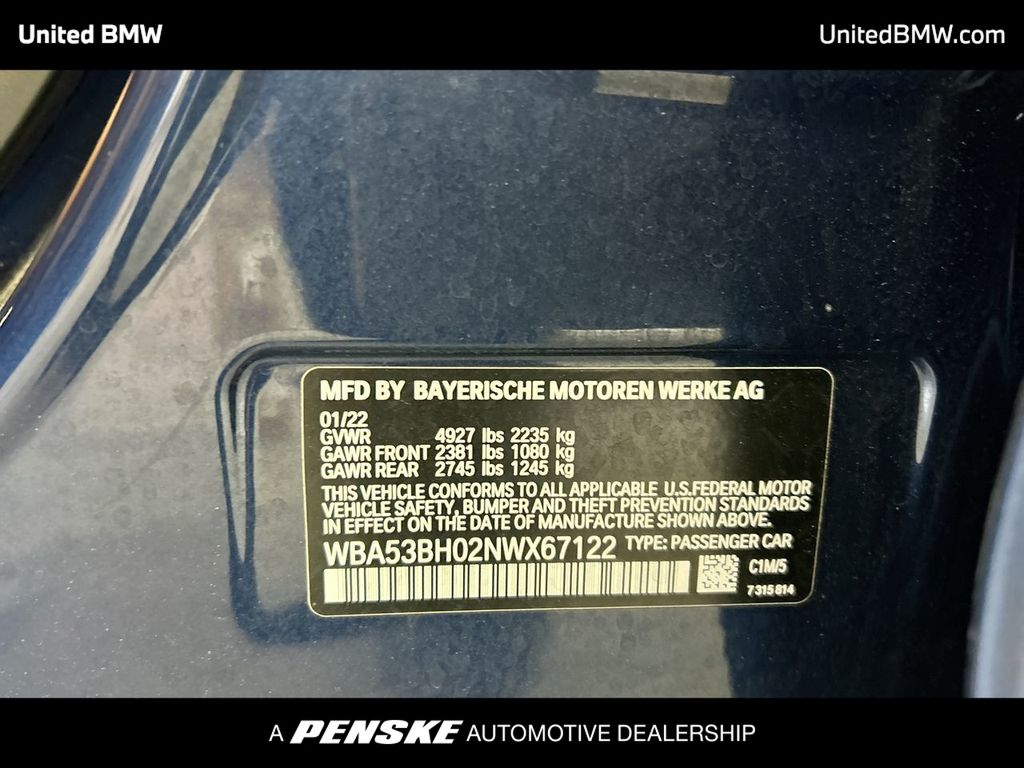 United BMW
UnitedBMW.com
MFD BY BAYERISCHE MOTOREN WERKE AG
01/22
GVWR 4927 lbs 2235 kg
GAWR FRONT 2381 lbs 1080 kg
GAWR REAR 2745 lbs 1245 kg
THIS VEHICLE CONFORMS TO ALL APPLICABLE U.S.FEDERAL MOTOR
VEHICLE SAFETY, BUMPER AND THEFT PREVENTION STANDARDS
IN EFFECT ON THE DATE OF MANUFACTURE SHOWN ABOVE.
WBA53BH02NWX67122 TYPE: PASSENGER CAR
C1M/5
7315814
A PENSKE AUTOMOTIVE DEALERSHIP